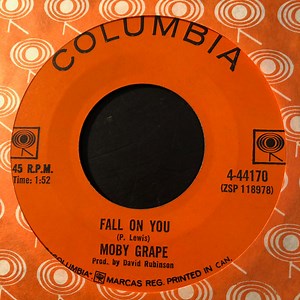 COLUMBIA
45 R.P.M.
Time: 1:52
4-44170
(ZSP 118978)
FALL ON YOU
(P. Lewis)
MOBY GRAPE
Prod. by David Rubinson
COLUMBIA" MARCAS REG. PRINTED IN CAN.